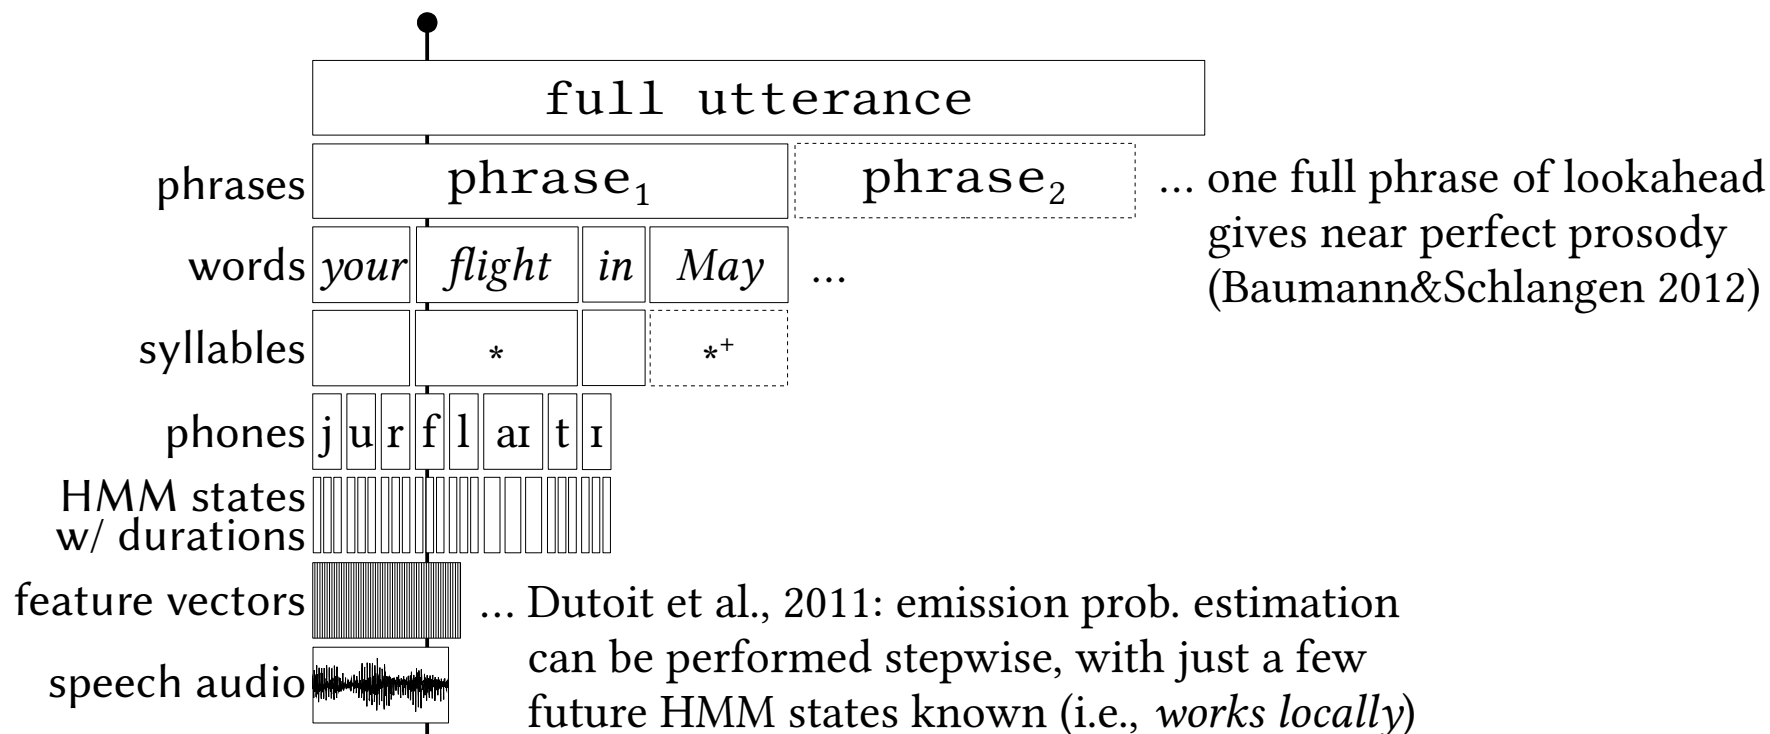 full utterance
phrases phrase₁ phrase₂ ... one full phrase of lookahead
gives near perfect prosody
words your flight in May ...
(Baumann&Schlangen 2012)
syllables * *⁺
phones j u r f l aɪ t ɪ
HMM states
w/ durations
feature vectors ... Dutoit et al., 2011: emission prob. estimation
can be performed stepwise, with just a few
speech audio
future HMM states known (i.e., works locally)